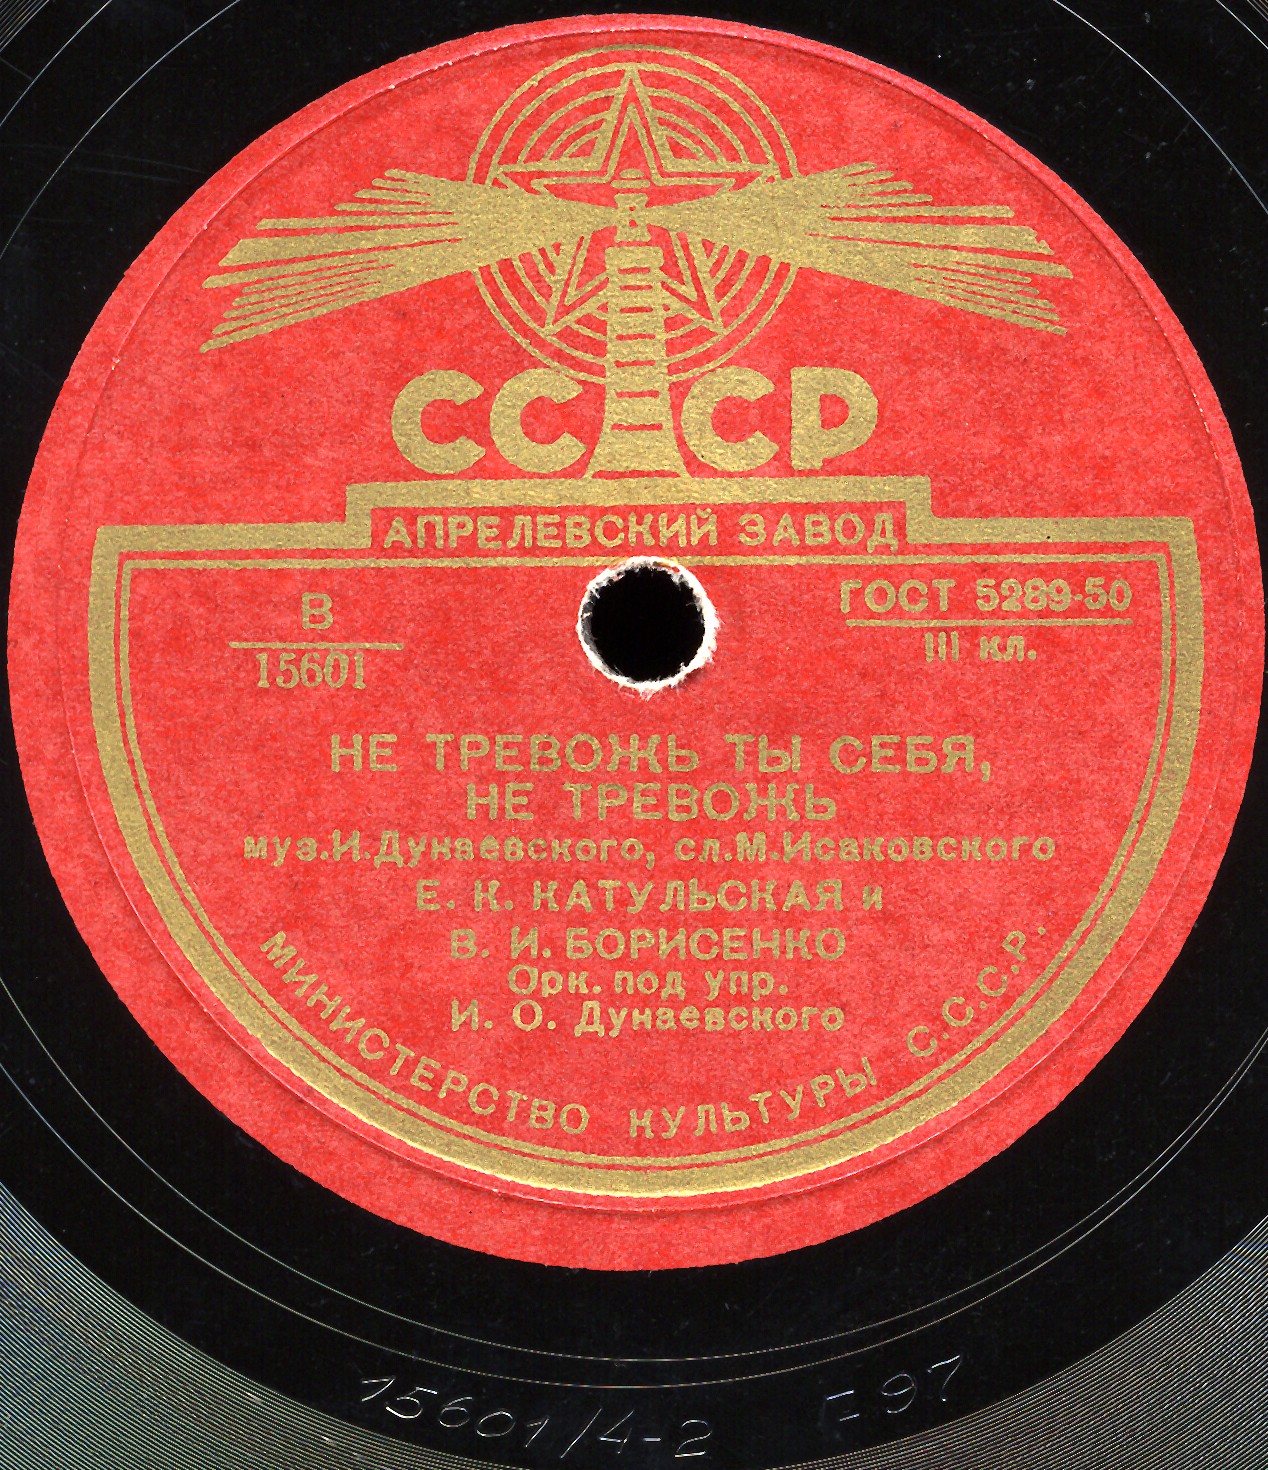 СССР
АПРЕЛЕВСКИЙ ЗАВОД
В
15601
ГОСТ 5289-50
III кл.
НЕ ТРЕВОЖЬ ТЫ СЕБЯ,
НЕ ТРЕВОЖЬ
муз.И.Дунаевского, сл.М.Исаковского
Е. К. КАТУЛЬСКАЯ и
В. И. БОРИСЕНКО
Орк. под упр.
И. О. Дунаевского
МИНИСТЕРСТВО КУЛЬТУРЫ С.С.С.Р.
15601/4-2